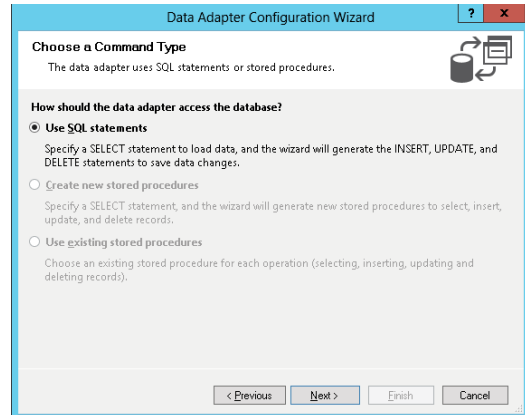 Data Adapter Configuration Wizard
? x
Choose a Command Type
The data adapter uses SQL statements or stored procedures.
How should the data adapter access the database?
Use SQL statements
Specify a SELECT statement to load data, and the wizard will generate the INSERT, UPDATE, and
DELETE statements to save data changes.
Create new stored procedures
Specify a SELECT statement, and the wizard will generate new stored procedures to select, insert,
update, and delete records.
Use existing stored procedures
Choose an existing stored procedure for each operation (selecting, inserting, updating and
deleting records).
< Previous Next > Finish Cancel